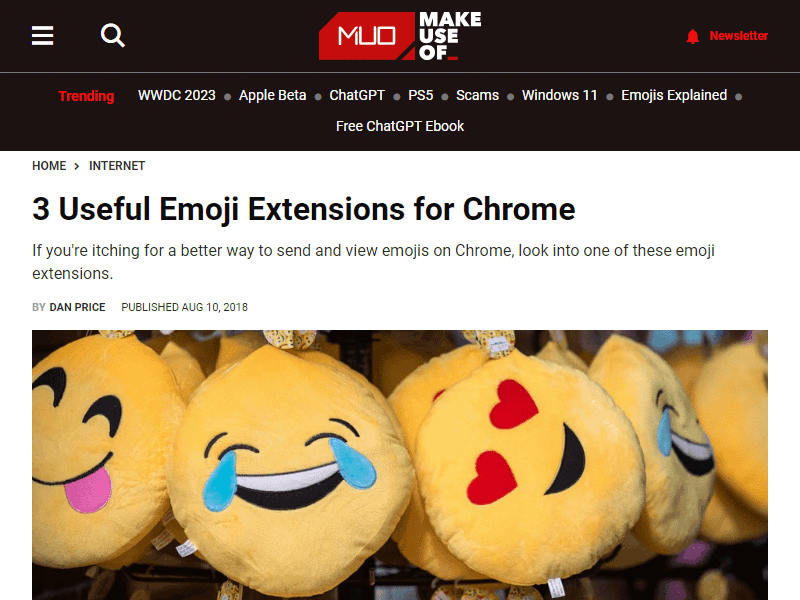 MUO MAKE
USE
OF_
Newsletter
Trending WWDC 2023 Apple Beta ChatGPT PS5 Scams Windows 11 Emojis Explained
Free ChatGPT Ebook
HOME > INTERNET
3 Useful Emoji Extensions for Chrome
If you're itching for a better way to send and view emojis on Chrome, look into one of these emoji
extensions.
BY DAN PRICE PUBLISHED AUG 10, 2018